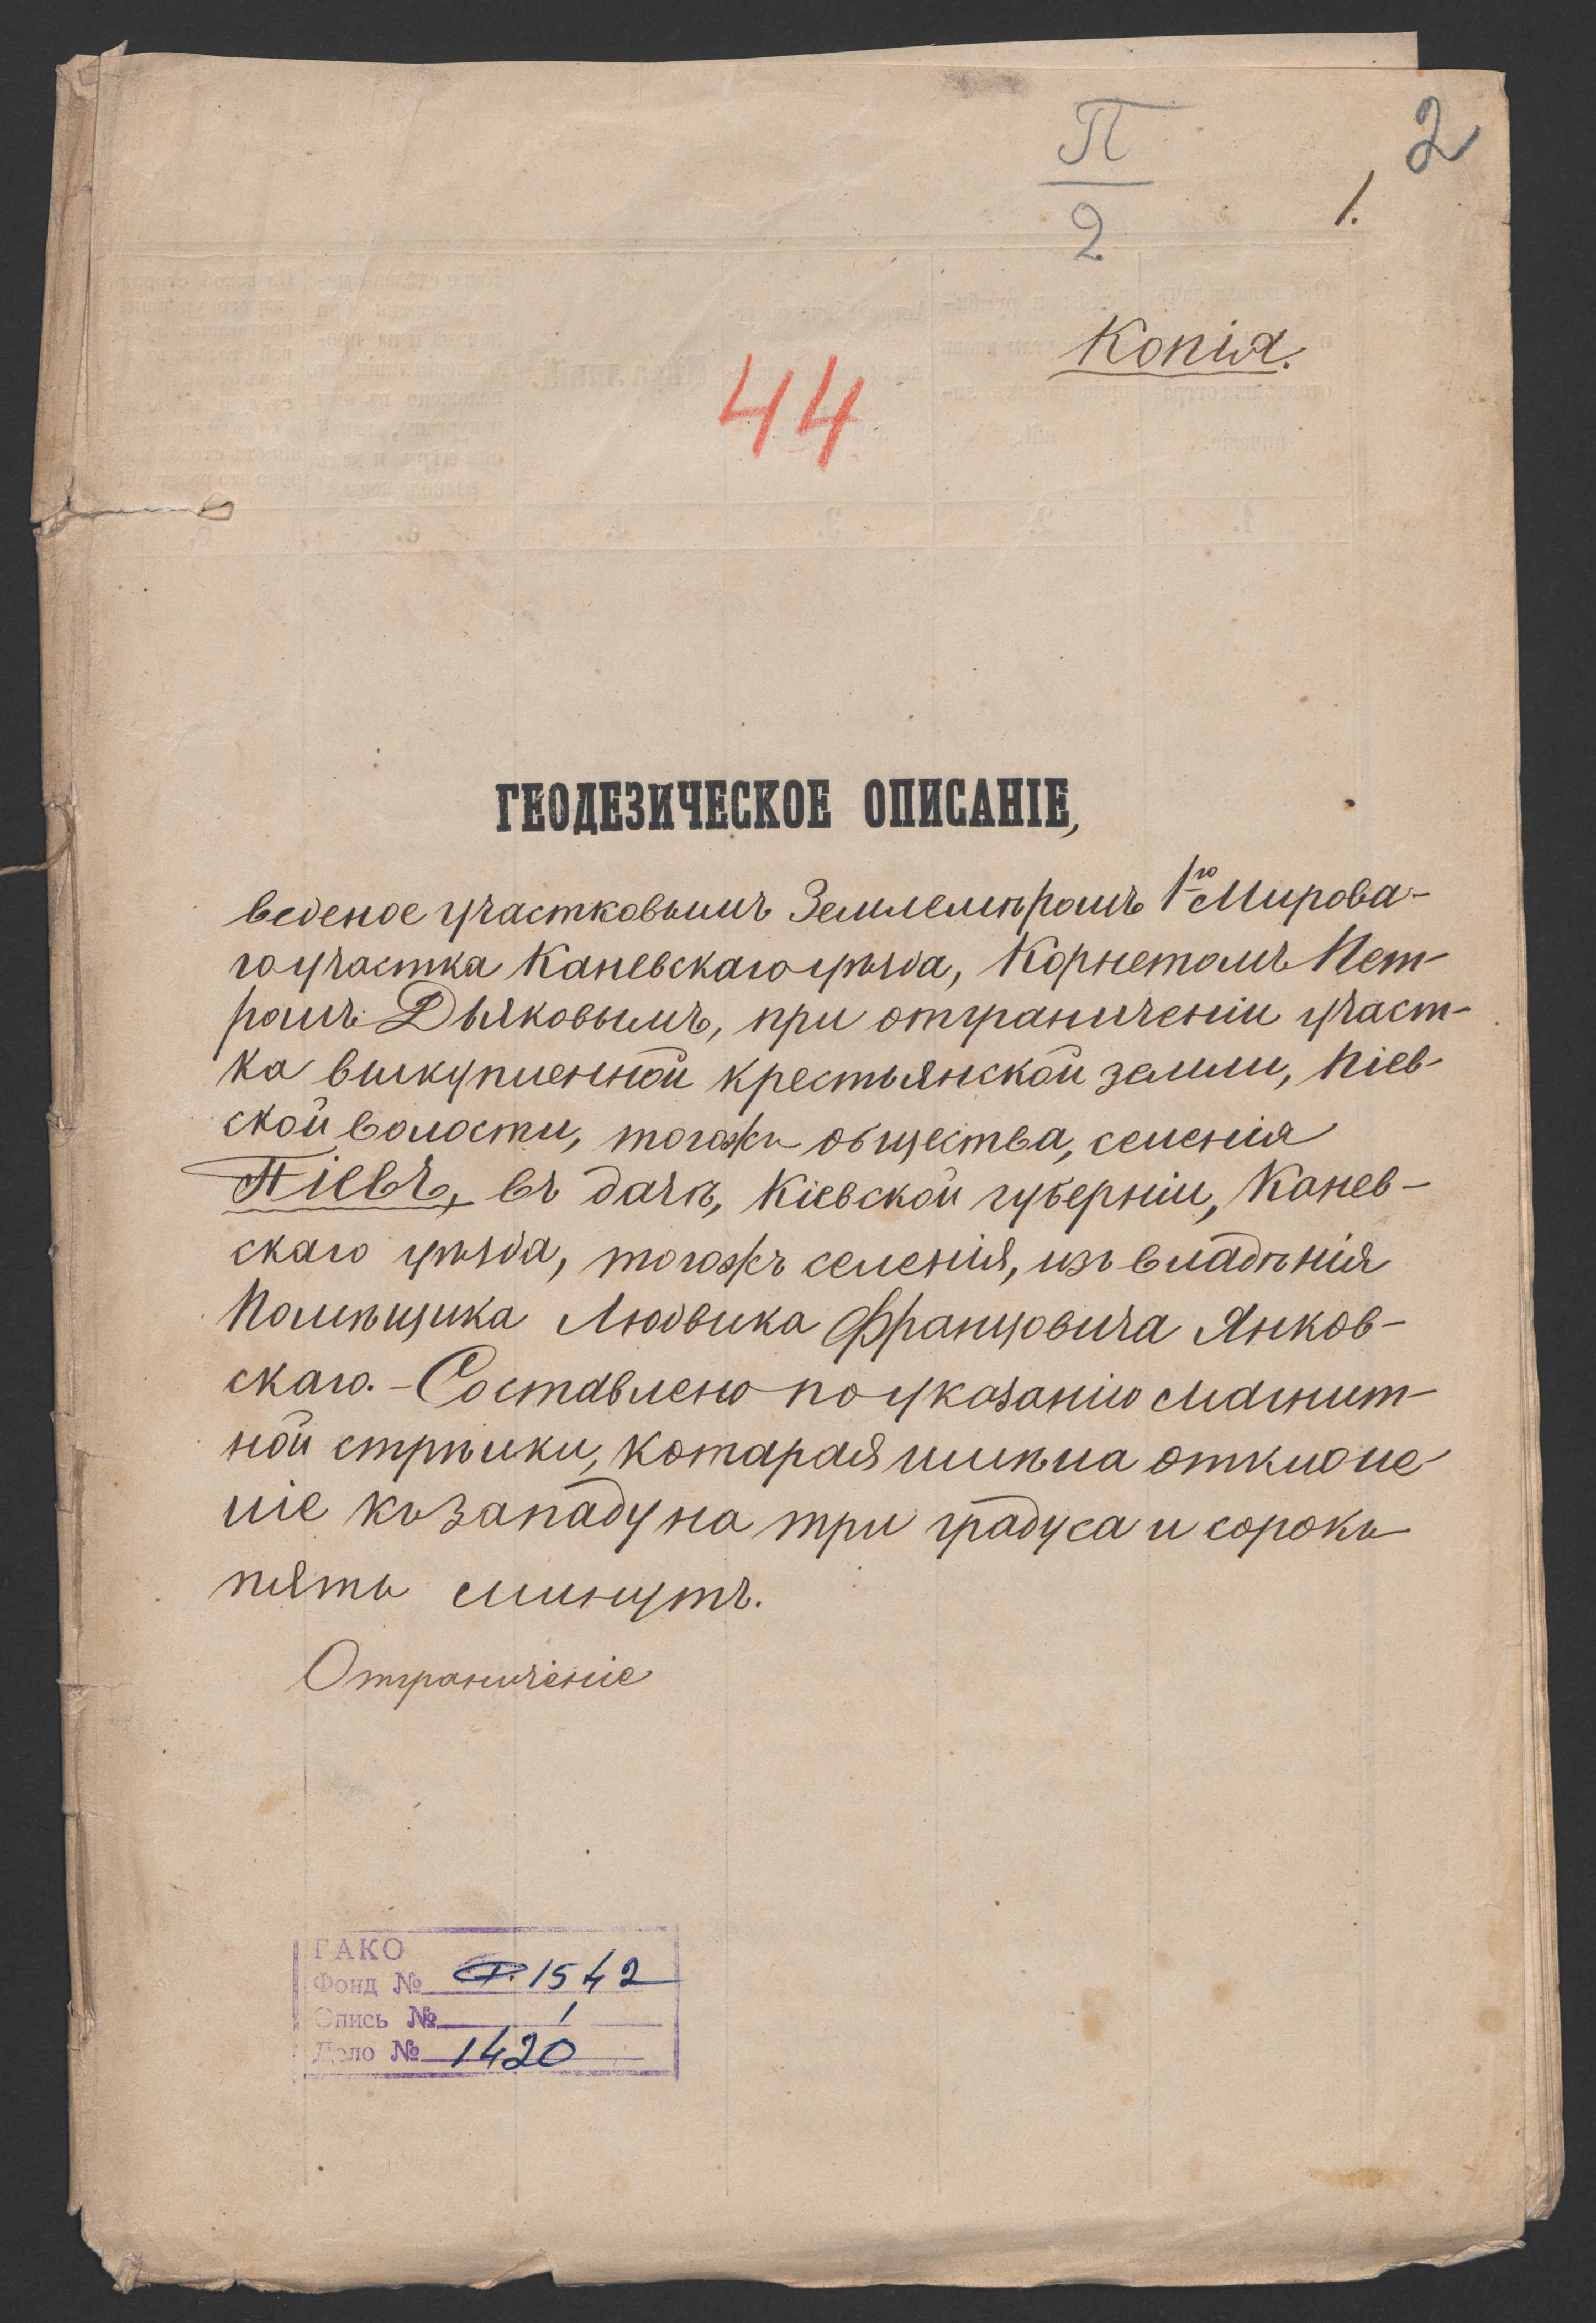 П
2
2
1.
Копія.
44
ГЕОДЕЗИЧЕСКОЕ ОПИСАНІЕ,
веденое участковымъ Землемѣромъ 1го Мирова-
го участка Каневскаго уѣзда, Корнетомъ Пет-
ромъ Дьяковымъ, при отграниченіи участ-
ка выкупленной крестьянской земли, Піев-
ской волости, тогожъ общества, селенія
Піевъ, въ дачѣ, Кіевской губерніи, Канев-
скаго уѣзда, тогожъ селенія, изъ владѣнія
Помѣщика Людвика Францовича Янков-
скаго. - Составлено по указанію магнит-
ной стрѣлки, котарая имѣла отклоне-
ніе къ западу на три градуса и сорокъ
пять минутъ.
Отграниченіе
ГАКО
Фонд № Ф. 1542
Опись № 1
Дело № 1420